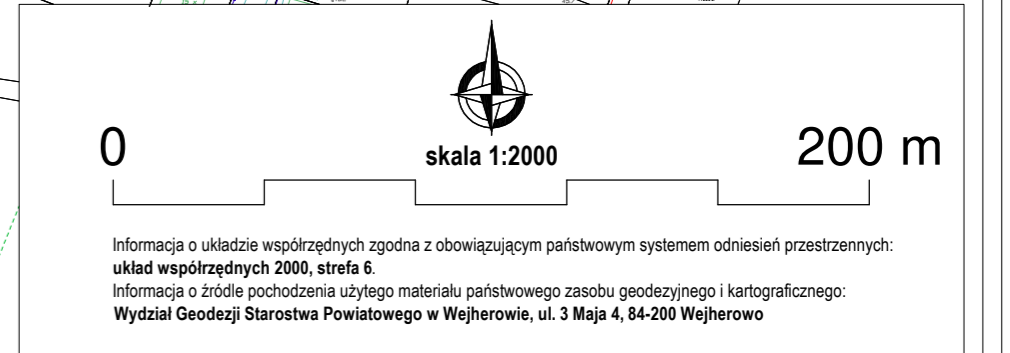 skala 1:2000
0 200 m
Informacja o układzie współrzędnych zgodna z obowiązującym państwowym systemem odniesień przestrzennych:
układ współrzędnych 2000, strefa 6.
Informacja o źródle pochodzenia użytego materiału państwowego zasobu geodezyjnego i kartograficznego:
Wydział Geodezji Starostwa Powiatowego w Wejherowie, ul. 3 Maja 4, 84-200 Wejherowo